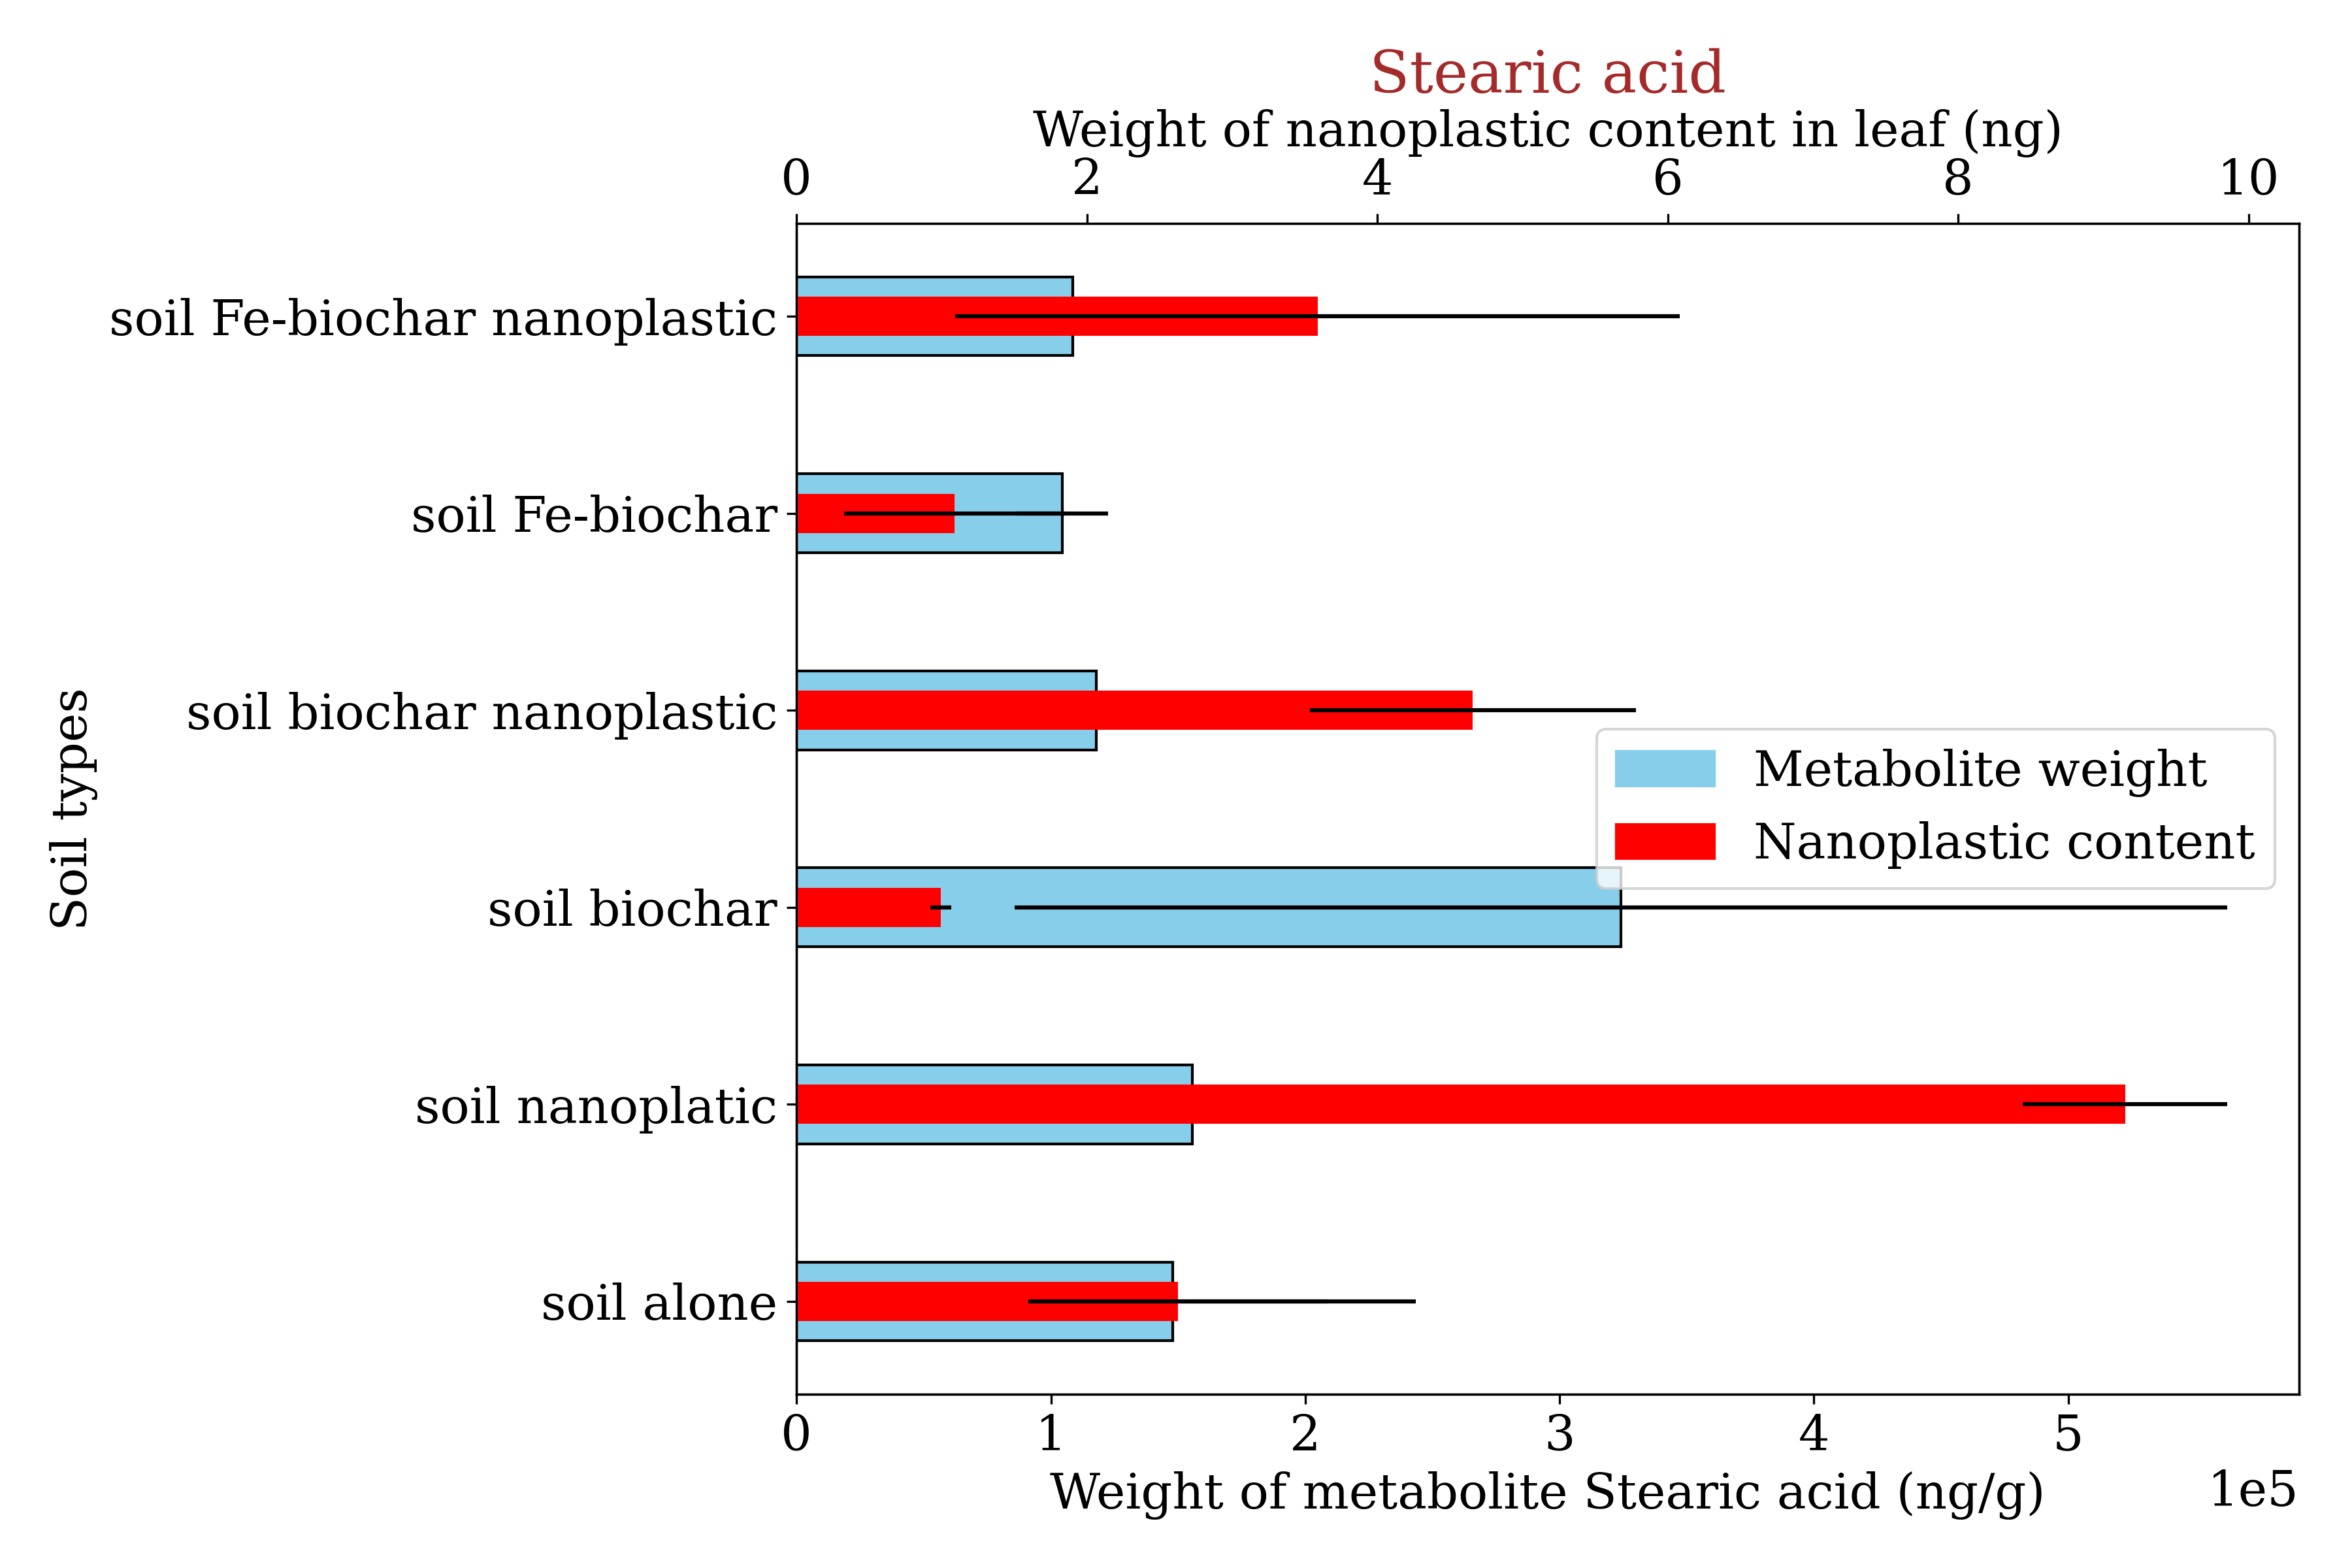 Stearic acid
Weight of nanoplastic content in leaf (ng)
0 2 4 6 8 10
soil Fe-biochar nanoplastic
soil Fe-biochar
soil biochar nanoplastic
soil biochar
soil nanoplatic
soil alone
Soil types
Metabolite weight
Nanoplastic content
0 1 2 3 4 5
Weight of metabolite Stearic acid (ng/g)
1e5